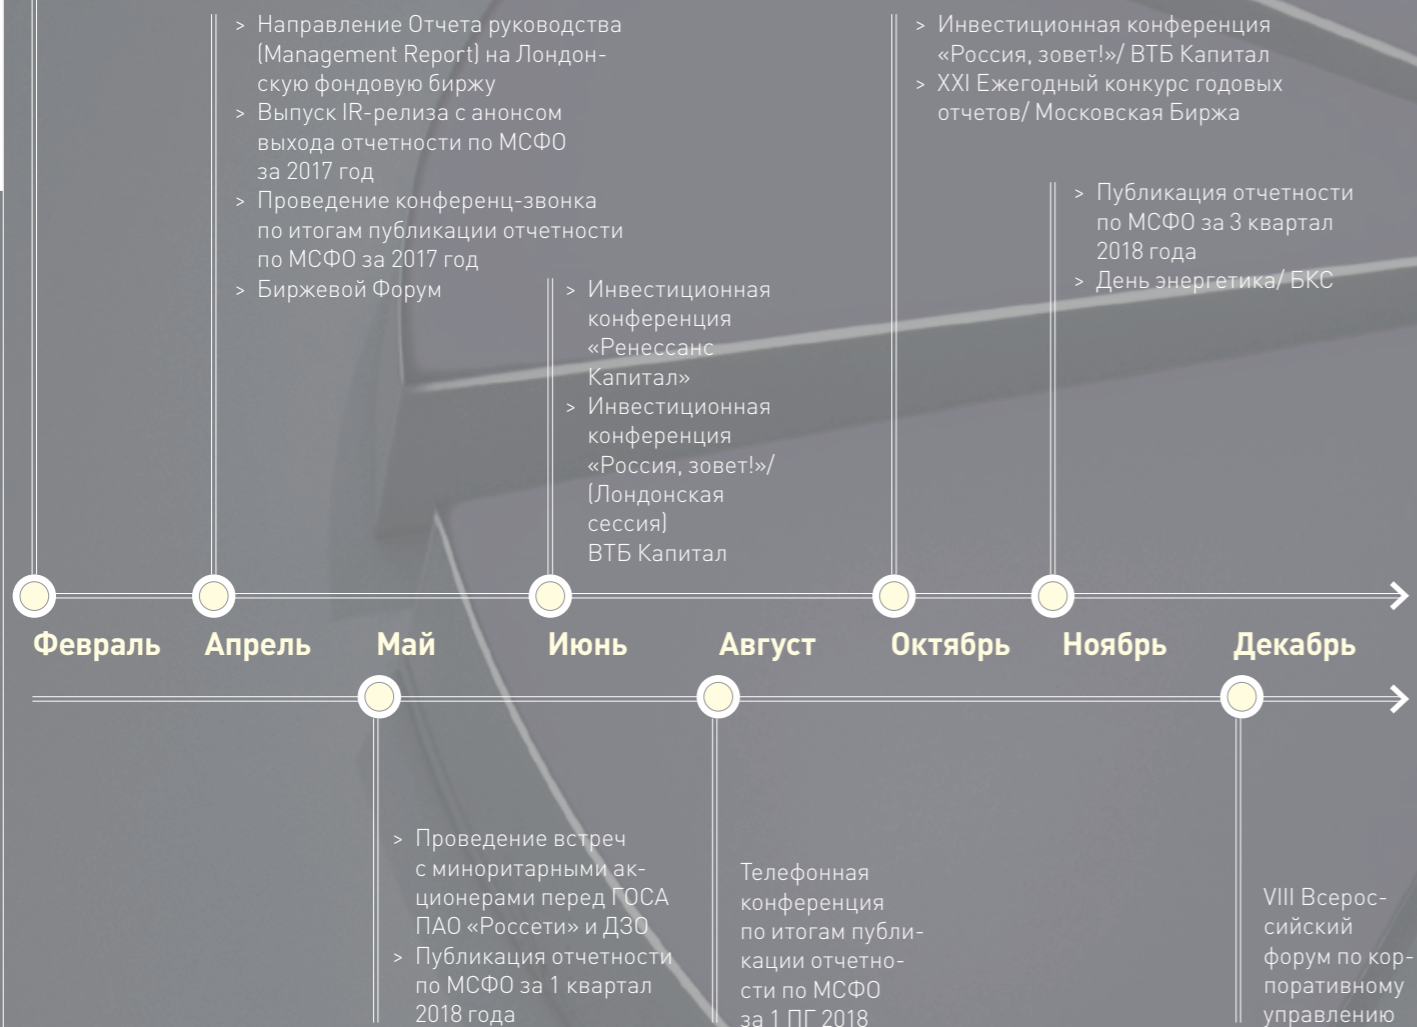 > Направление Отчета руководства
(Management Report) на Лондон-
скую фондовую биржу
> Выпуск IR-релиза с анонсом
выхода отчетности по МСФО
за 2017 год
> Проведение конференц-звонка
по итогам публикации отчетности
по МСФО за 2017 год
> Биржевой Форум
> Инвестиционная
конференция
«Ренессанс
Капитал»
> Инвестиционная
конференция
«Россия, зовет!»/
(Лондонская
сессия)
ВТБ Капитал
> Инвестиционная конференция
«Россия, зовет!»/ ВТБ Капитал
> XXI Ежегодный конкурс годовых
отчетов/ Московская Биржа
> Публикация отчетности
по МСФО за 3 квартал
2018 года
> День энергетика/ БКС
Февраль Апрель Май Июнь Август Октябрь Ноябрь Декабрь
> Проведение встреч
с миноритарными ак-
ционерами перед ГОСА
ПАО «Россети» и ДЗО
> Публикация отчетности
по МСФО за 1 квартал
2018 года
Телефонная
конференция
по итогам публи-
кации отчетно-
сти по МСФО
за 1 ПГ 2018
VIII Всерос-
сийский
форум по кор-
поративному
управлению